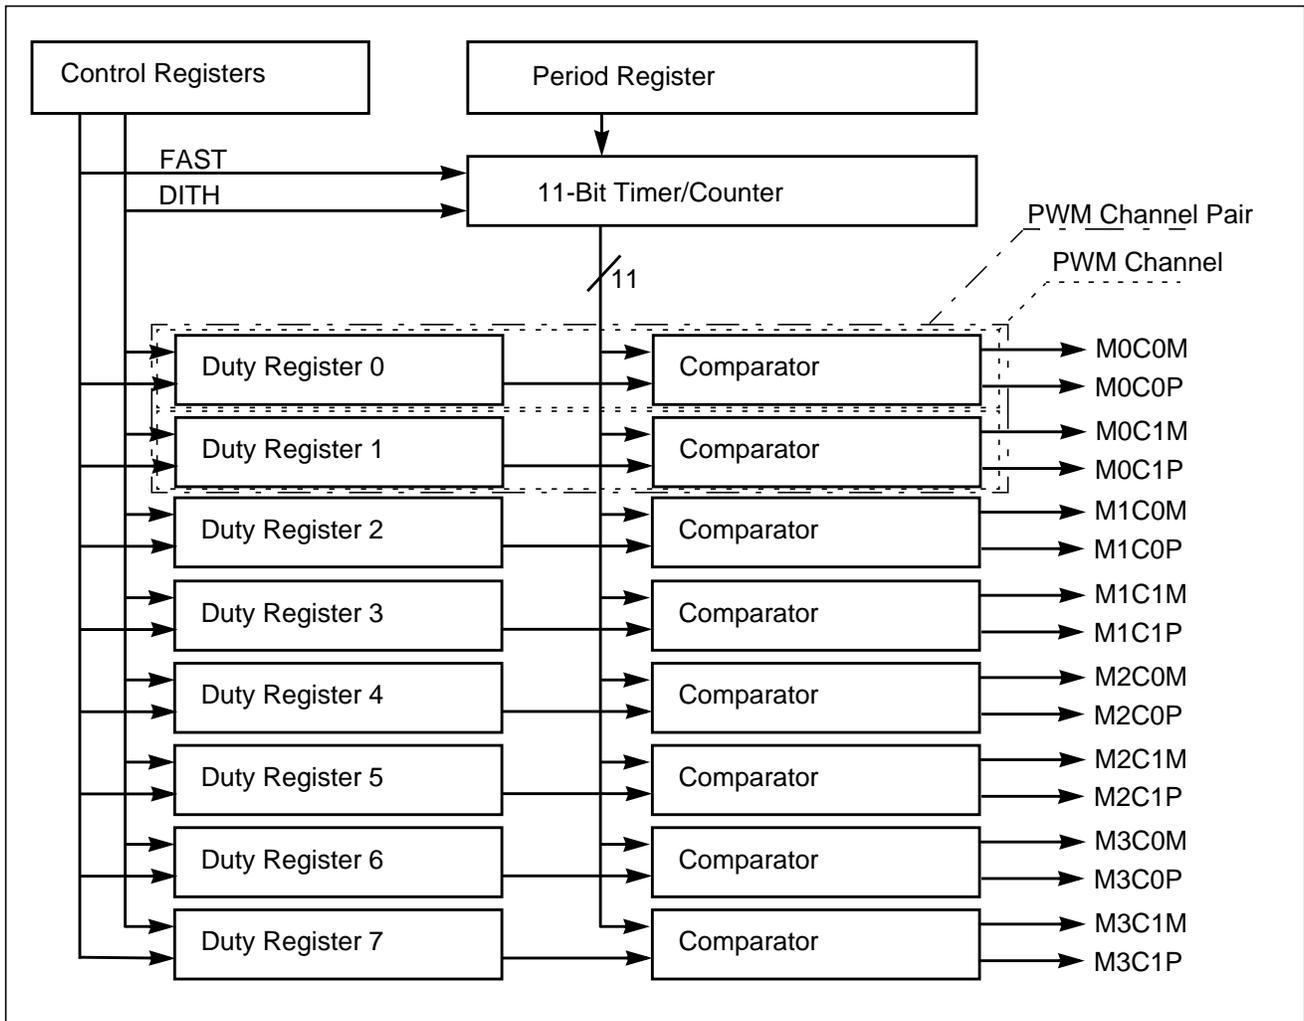 Control Registers
Period Register
FAST
DITH
11-Bit Timer/Counter
PWM Channel Pair
PWM Channel
11
Duty Register 0
Comparator
M0C0M
M0C0P
Duty Register 1
Comparator
M0C1M
M0C1P
Duty Register 2
Comparator
M1C0M
M1C0P
Duty Register 3
Comparator
M1C1M
M1C1P
Duty Register 4
Comparator
M2C0M
M2C0P
Duty Register 5
Comparator
M2C1M
M2C1P
Duty Register 6
Comparator
M3C0M
M3C0P
Duty Register 7
Comparator
M3C1M
M3C1P